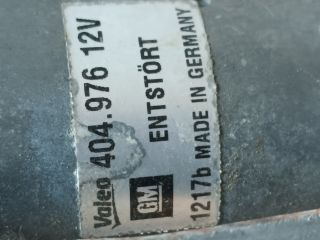 Valeo 404.976 12V
GM ENTSTÖRT
1217b MADE IN GERMANY